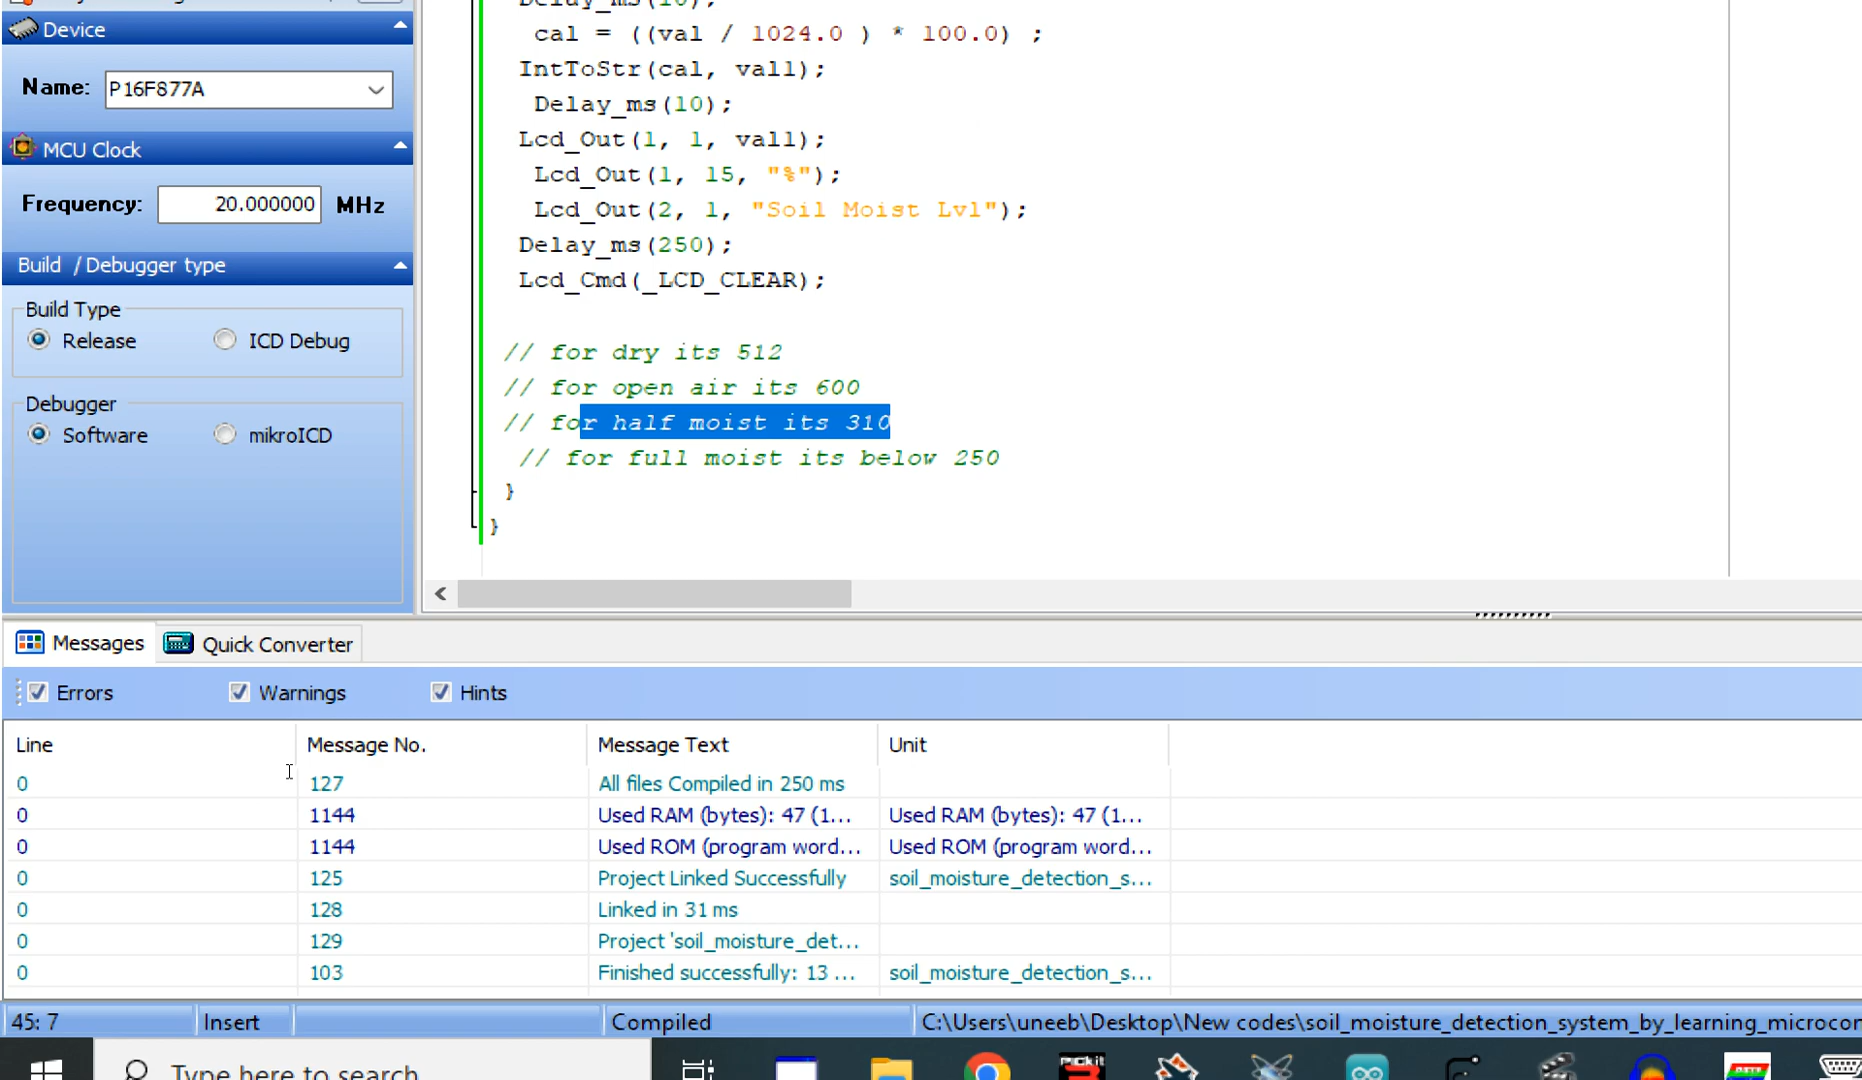 Device
Name: P16F877A
MCU Clock
Frequency: 20.000000 MHz
Build / Debugger type
Build Type
Release ICD Debug
Debugger
Software mikroICD
Delay_ms(10);
cal = ((val / 1024.0 ) * 100.0) ;
IntToStr(cal, val1);
Delay_ms(10);
Lcd_Out(1, 1, val1);
Lcd_Out(1, 15, "%");
Lcd_Out(2, 1, "Soil Moist Lvl");
Delay_ms(250);
Lcd_Cmd(_LCD_CLEAR);
// for dry its 512
// for open air its 600
// for half moist its 310
// for full moist its below 250
}
}
Messages Quick Converter
Errors Warnings Hints
Line Message No. Message Text Unit
0 127 All files Compiled in 250 ms
0 1144 Used RAM (bytes): 47 (1... Used RAM (bytes): 47 (1...
0 1144 Used ROM (program word... Used ROM (program word...
0 125 Project Linked Successfully soil_moisture_detection_s...
0 128 Linked in 31 ms
0 129 Project 'soil_moisture_det...
0 103 Finished successfully: 13 ... soil_moisture_detection_s...
45: 7 Insert Compiled C:\Users\uneeb\Desktop\New codes\soil_moisture_detection_system_by_learning_microcon
Type here to search